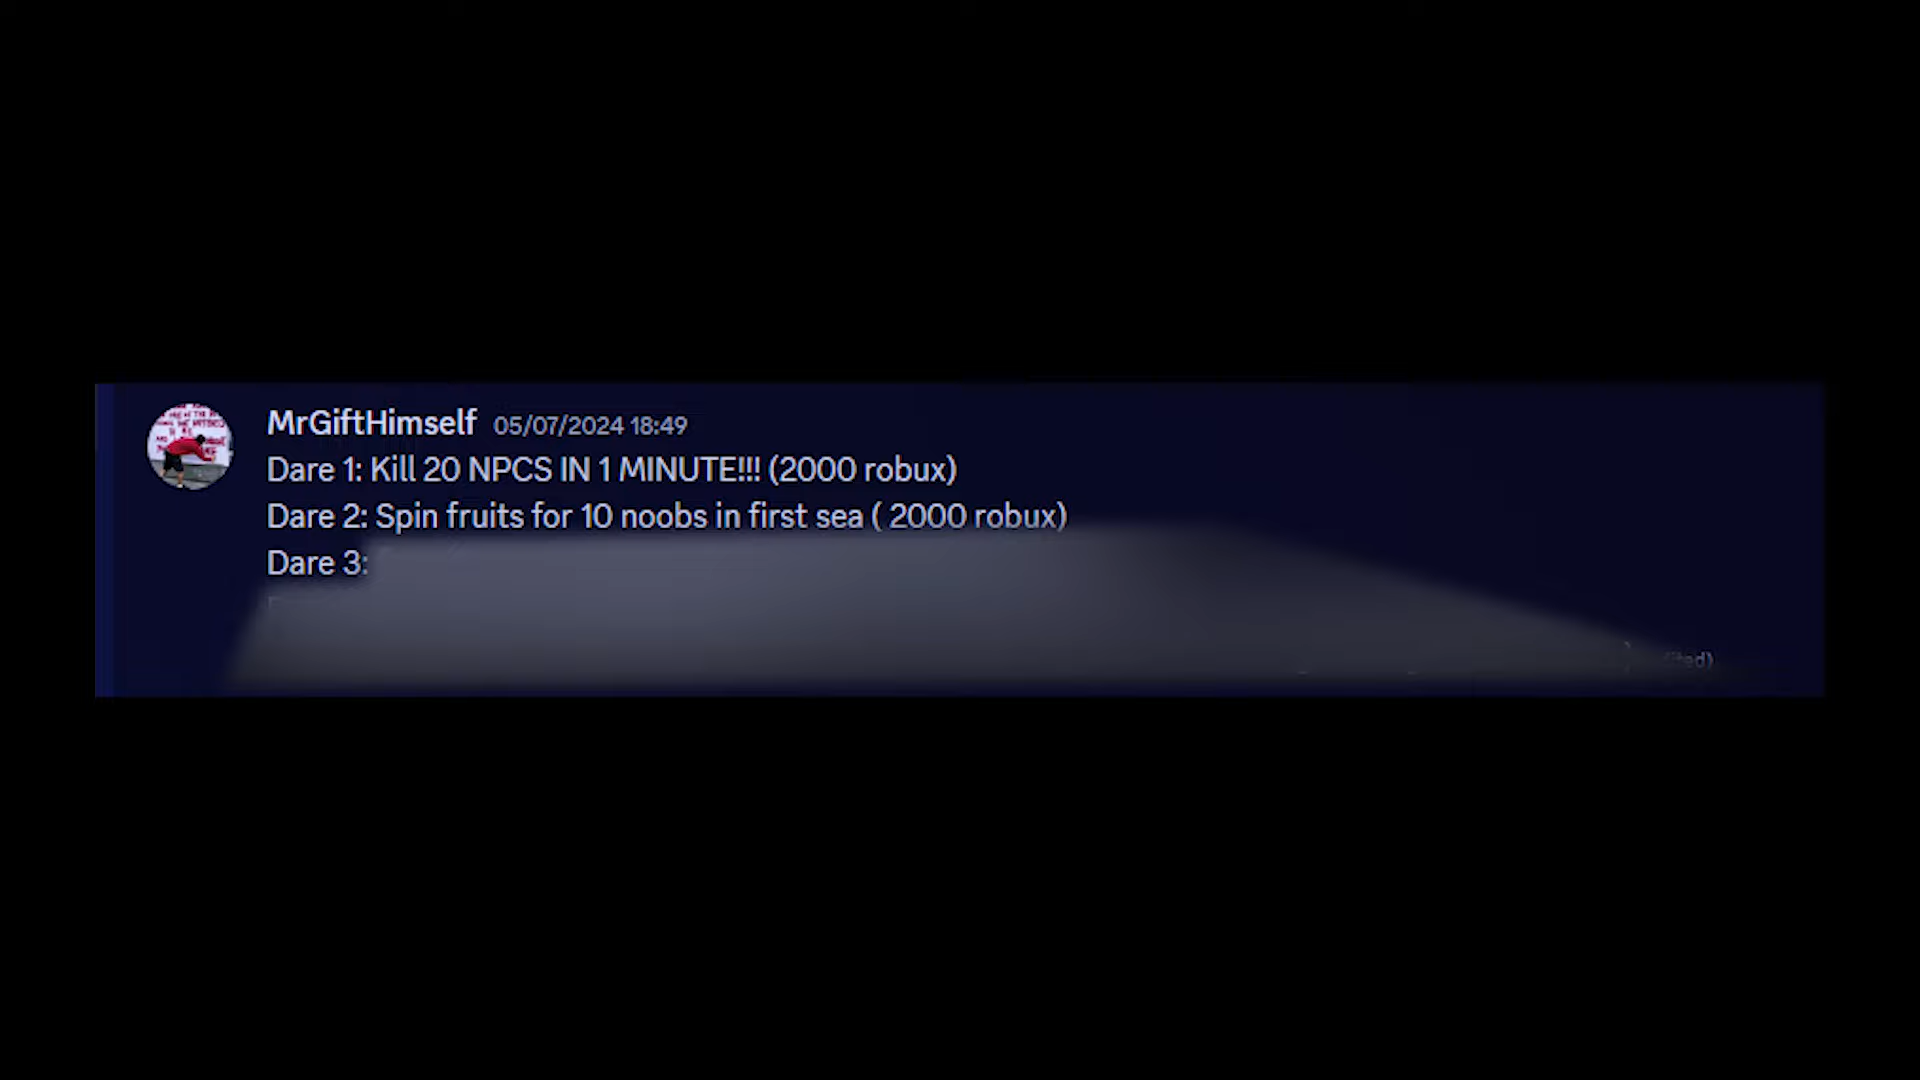 MrGiftHimself 05/07/2024 18:49
Dare 1: Kill 20 NPCS IN 1 MINUTE!!! (2000 robux)
Dare 2: Spin fruits for 10 noobs in first sea ( 2000 robux)
Dare 3: